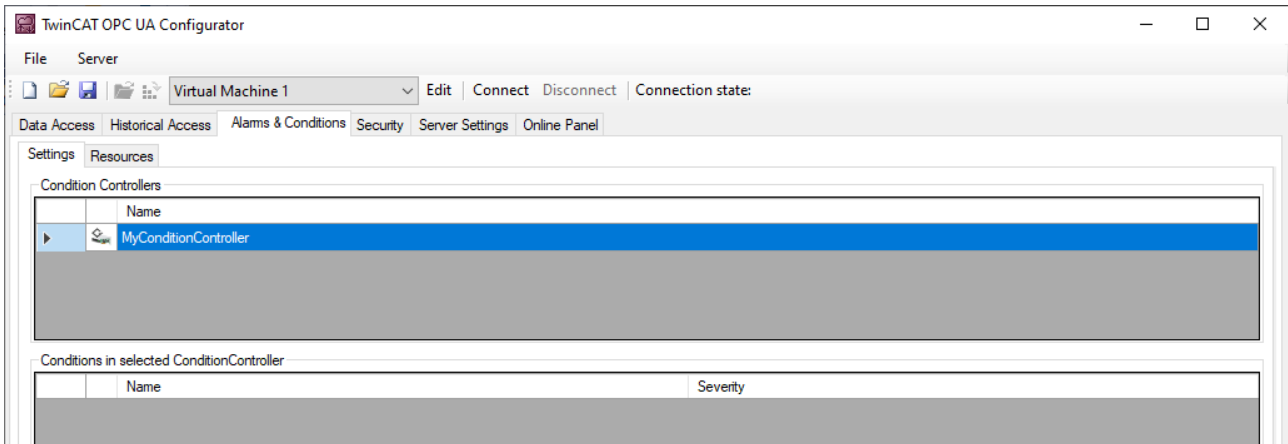 TwinCAT OPC UA Configurator
File Server
Virtual Machine 1 Edit Connect Disconnect Connection state:
Data Access Historical Access Alarms & Conditions Security Server Settings Online Panel
Settings Resources
Condition Controllers
Name
MyConditionController
Conditions in selected ConditionController
Name Severity